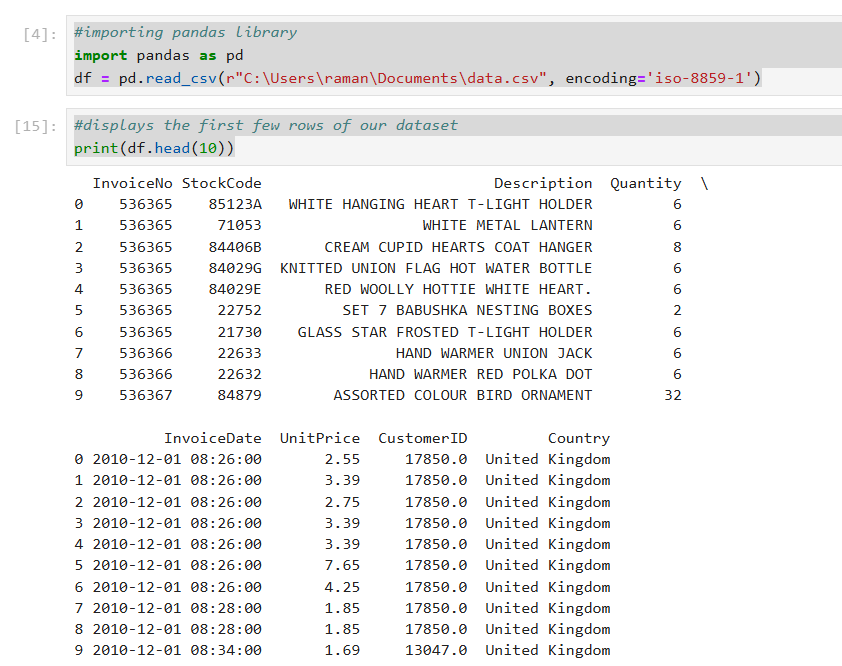 [4]: #importing pandas library
import pandas as pd
df = pd.read_csv(r"C:\Users\raman\Documents\data.csv", encoding='iso-8859-1')
[15]: #displays the first few rows of our dataset
print(df.head(10))
InvoiceNo StockCode Description Quantity \
0 536365 85123A WHITE HANGING HEART T-LIGHT HOLDER 6
1 536365 71053 WHITE METAL LANTERN 6
2 536365 84406B CREAM CUPID HEARTS COAT HANGER 8
3 536365 84029G KNITTED UNION FLAG HOT WATER BOTTLE 6
4 536365 84029E RED WOOLLY HOTTIE WHITE HEART. 6
5 536365 22752 SET 7 BABUSHKA NESTING BOXES 2
6 536365 21730 GLASS STAR FROSTED T-LIGHT HOLDER 6
7 536366 22633 HAND WARMER UNION JACK 6
8 536366 22632 HAND WARMER RED POLKA DOT 6
9 536367 84879 ASSORTED COLOUR BIRD ORNAMENT 32
InvoiceDate UnitPrice CustomerID Country
0 2010-12-01 08:26:00 2.55 17850.0 United Kingdom
1 2010-12-01 08:26:00 3.39 17850.0 United Kingdom
2 2010-12-01 08:26:00 2.75 17850.0 United Kingdom
3 2010-12-01 08:26:00 3.39 17850.0 United Kingdom
4 2010-12-01 08:26:00 3.39 17850.0 United Kingdom
5 2010-12-01 08:26:00 7.65 17850.0 United Kingdom
6 2010-12-01 08:26:00 4.25 17850.0 United Kingdom
7 2010-12-01 08:28:00 1.85 17850.0 United Kingdom
8 2010-12-01 08:28:00 1.85 17850.0 United Kingdom
9 2010-12-01 08:34:00 1.69 13047.0 United Kingdom